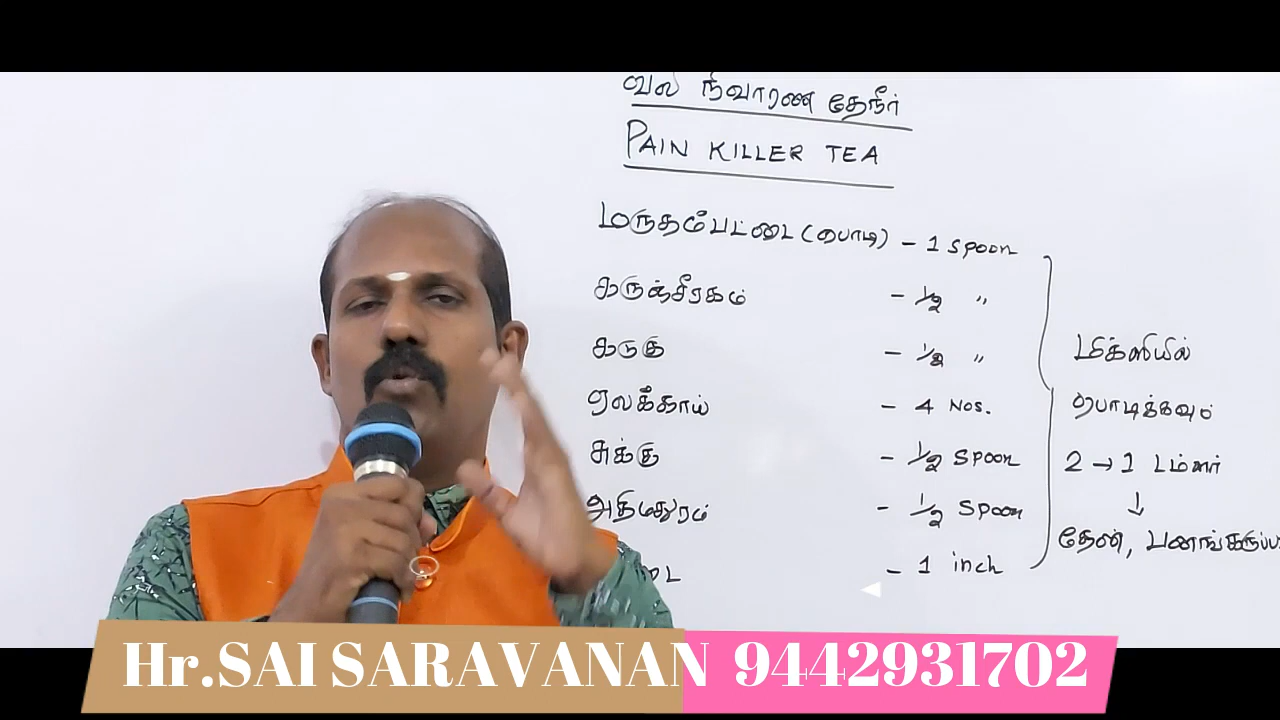 வலி நிவாரண தேநீர்
PAIN KILLER TEA
மருதம்பட்டை (பொடி) - 1 spoon
கருஞ்சீரகம் - 1/2 "
கடுகு - 1/2 "
ஏலக்காய் - 4 Nos.
சுக்கு - 1/2 spoon
அதிமதுரம் - 1/2 spoon
டை - 1 inch
மிக்ஸியில்
பொடிக்கவும்
2 → 1 டம்ளர்
↓
தேன், பனங்கருப்ப
Hr.SAI SARAVANAN 9442931702